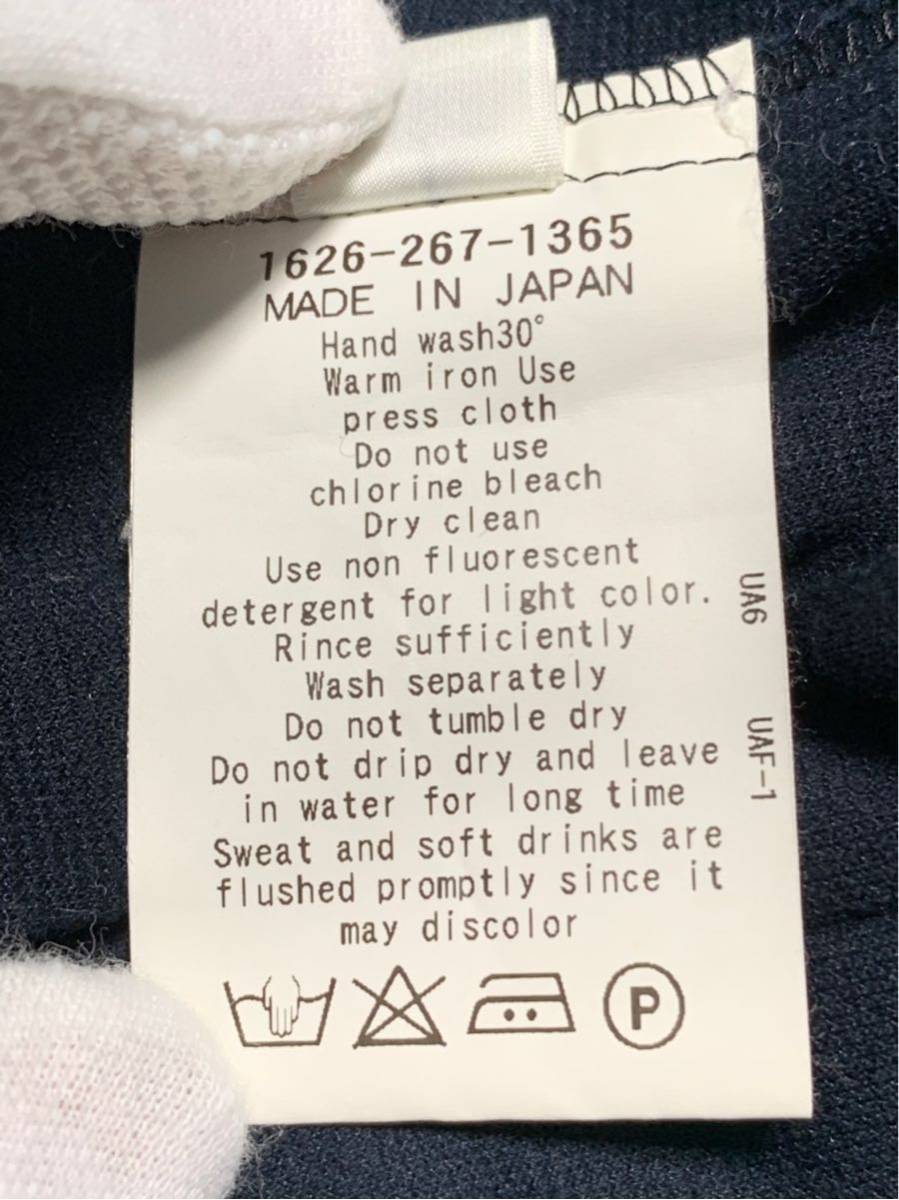 1626-267-1365
MADE IN JAPAN
Hand wash30°
Warm iron Use
press cloth
Do not use
chlorine bleach
Dry clean
Use non fluorescent
detergent for light color.
Rince sufficiently
Wash separately
Do not tumble dry
Do not drip dry and leave
in water for long time
Sweat and soft drinks are
flushed promptly since it
may discolor
P
UA6
UAF-1